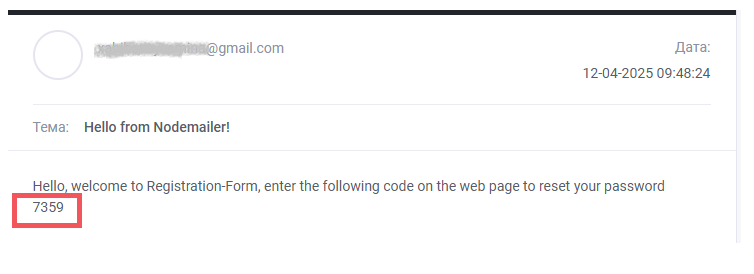 @gmail.com
Дата:
12-04-2025 09:48:24
Тема: Hello from Nodemailer!
Hello, welcome to Registration-Form, enter the following code on the web page to reset your password
7359